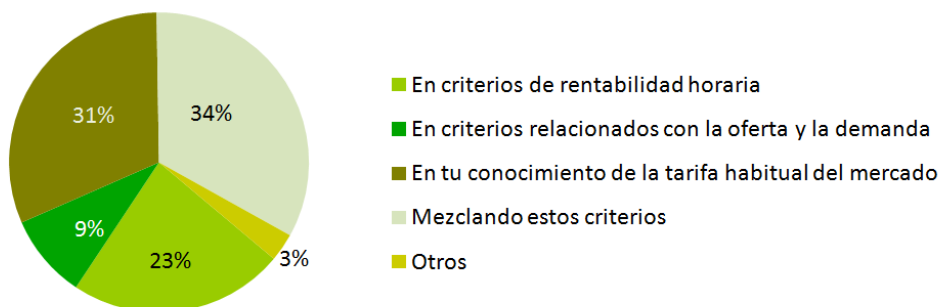 31%
34%
9%
23%
3%
En criterios de rentabilidad horaria
En criterios relacionados con la oferta y la demanda
En tu conocimiento de la tarifa habitual del mercado
Mezclando estos criterios
Otros